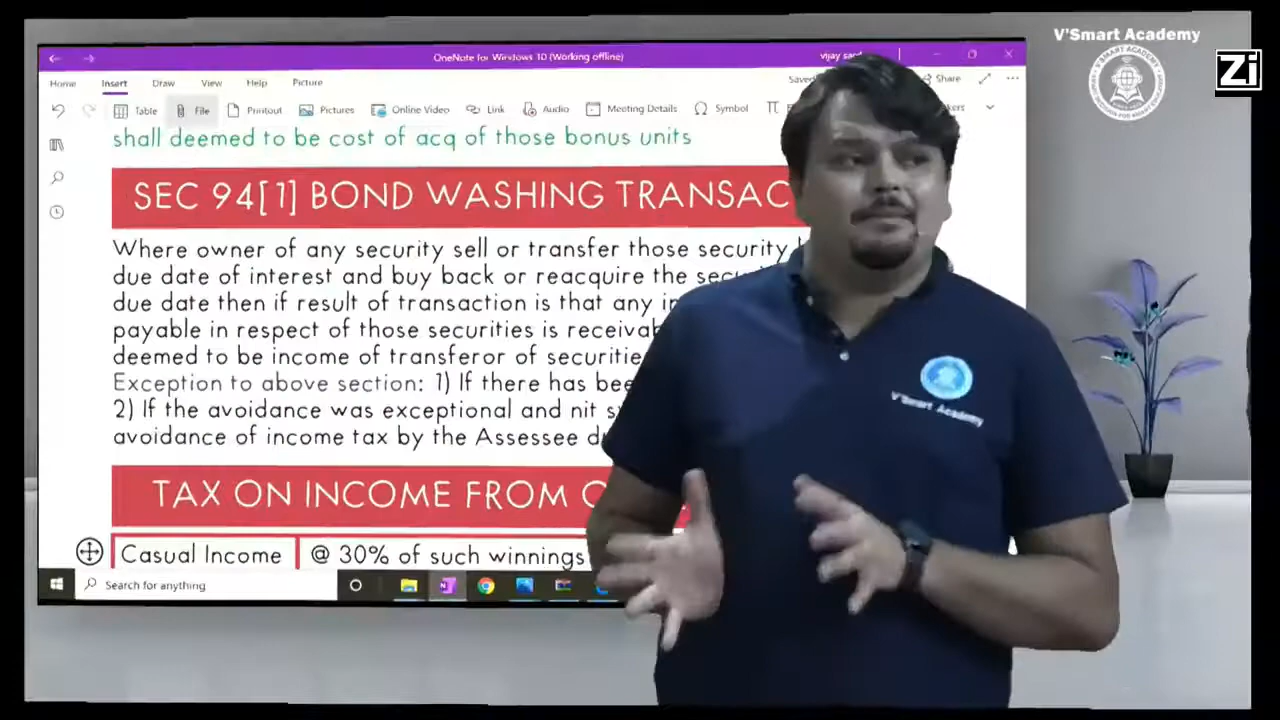 V'Smart Academy
Zi
OneNote for Windows 10 (Working offline)
vijay sard
Home Insert Draw View Help Picture
Share
Table File Printout Pictures Online Video Link Audio Meeting Details Symbol
shall deemed to be cost of acq of those bonus units
SEC 94[1] BOND WASHING TRANSAC
Where owner of any security sell or transfer those security
due date of interest and buy back or reacquire the
due date then if result of transaction is that any
payable in respect of those securities is
deemed to be income of transferor of
Exception to above section: 1) If there has
2) If the avoidance was exceptional and nit
avoidance of income tax by the Assessee
TAX ON INCOME FROM
Casual Income @ 30% of such winnings
Search for anything
V'Smart Academy